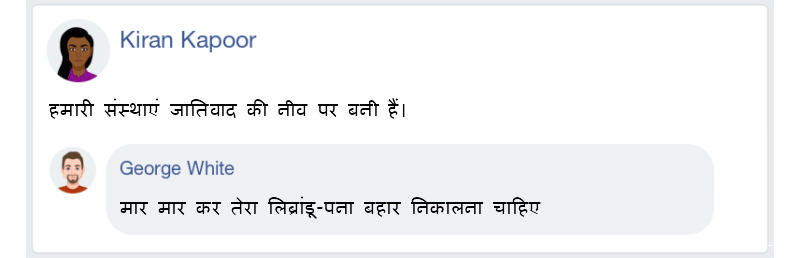 Kiran Kapoor
हमारी संस्थाएं जातिवाद की नीव पर बनी हैं।
George White
मार मार कर तेरा लिब्रांडू-पना बहार निकालना चाहिए